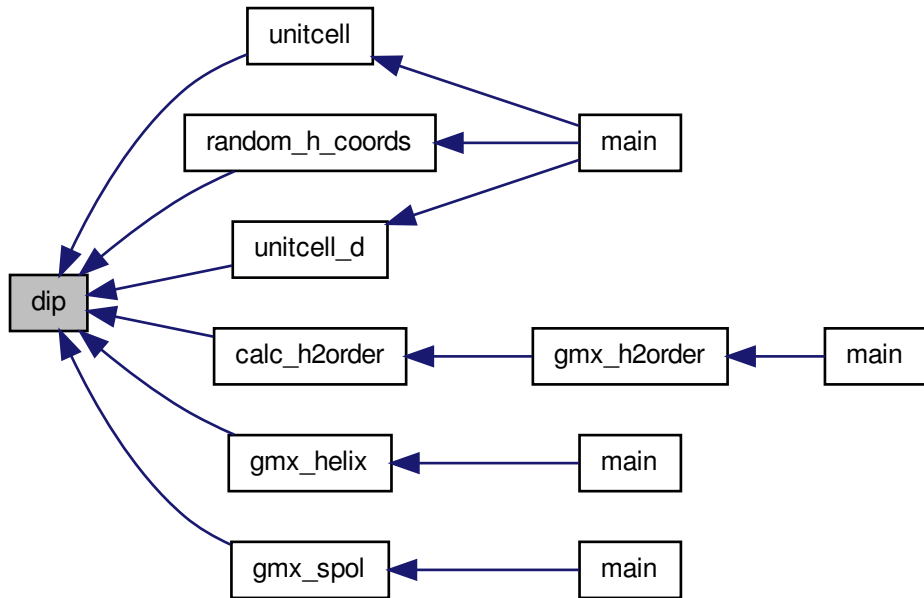 unitcell
random_h_coords
main
unitcell_d
dip
calc_h2order
gmx_h2order
main
gmx_helix
main
gmx_spol
main